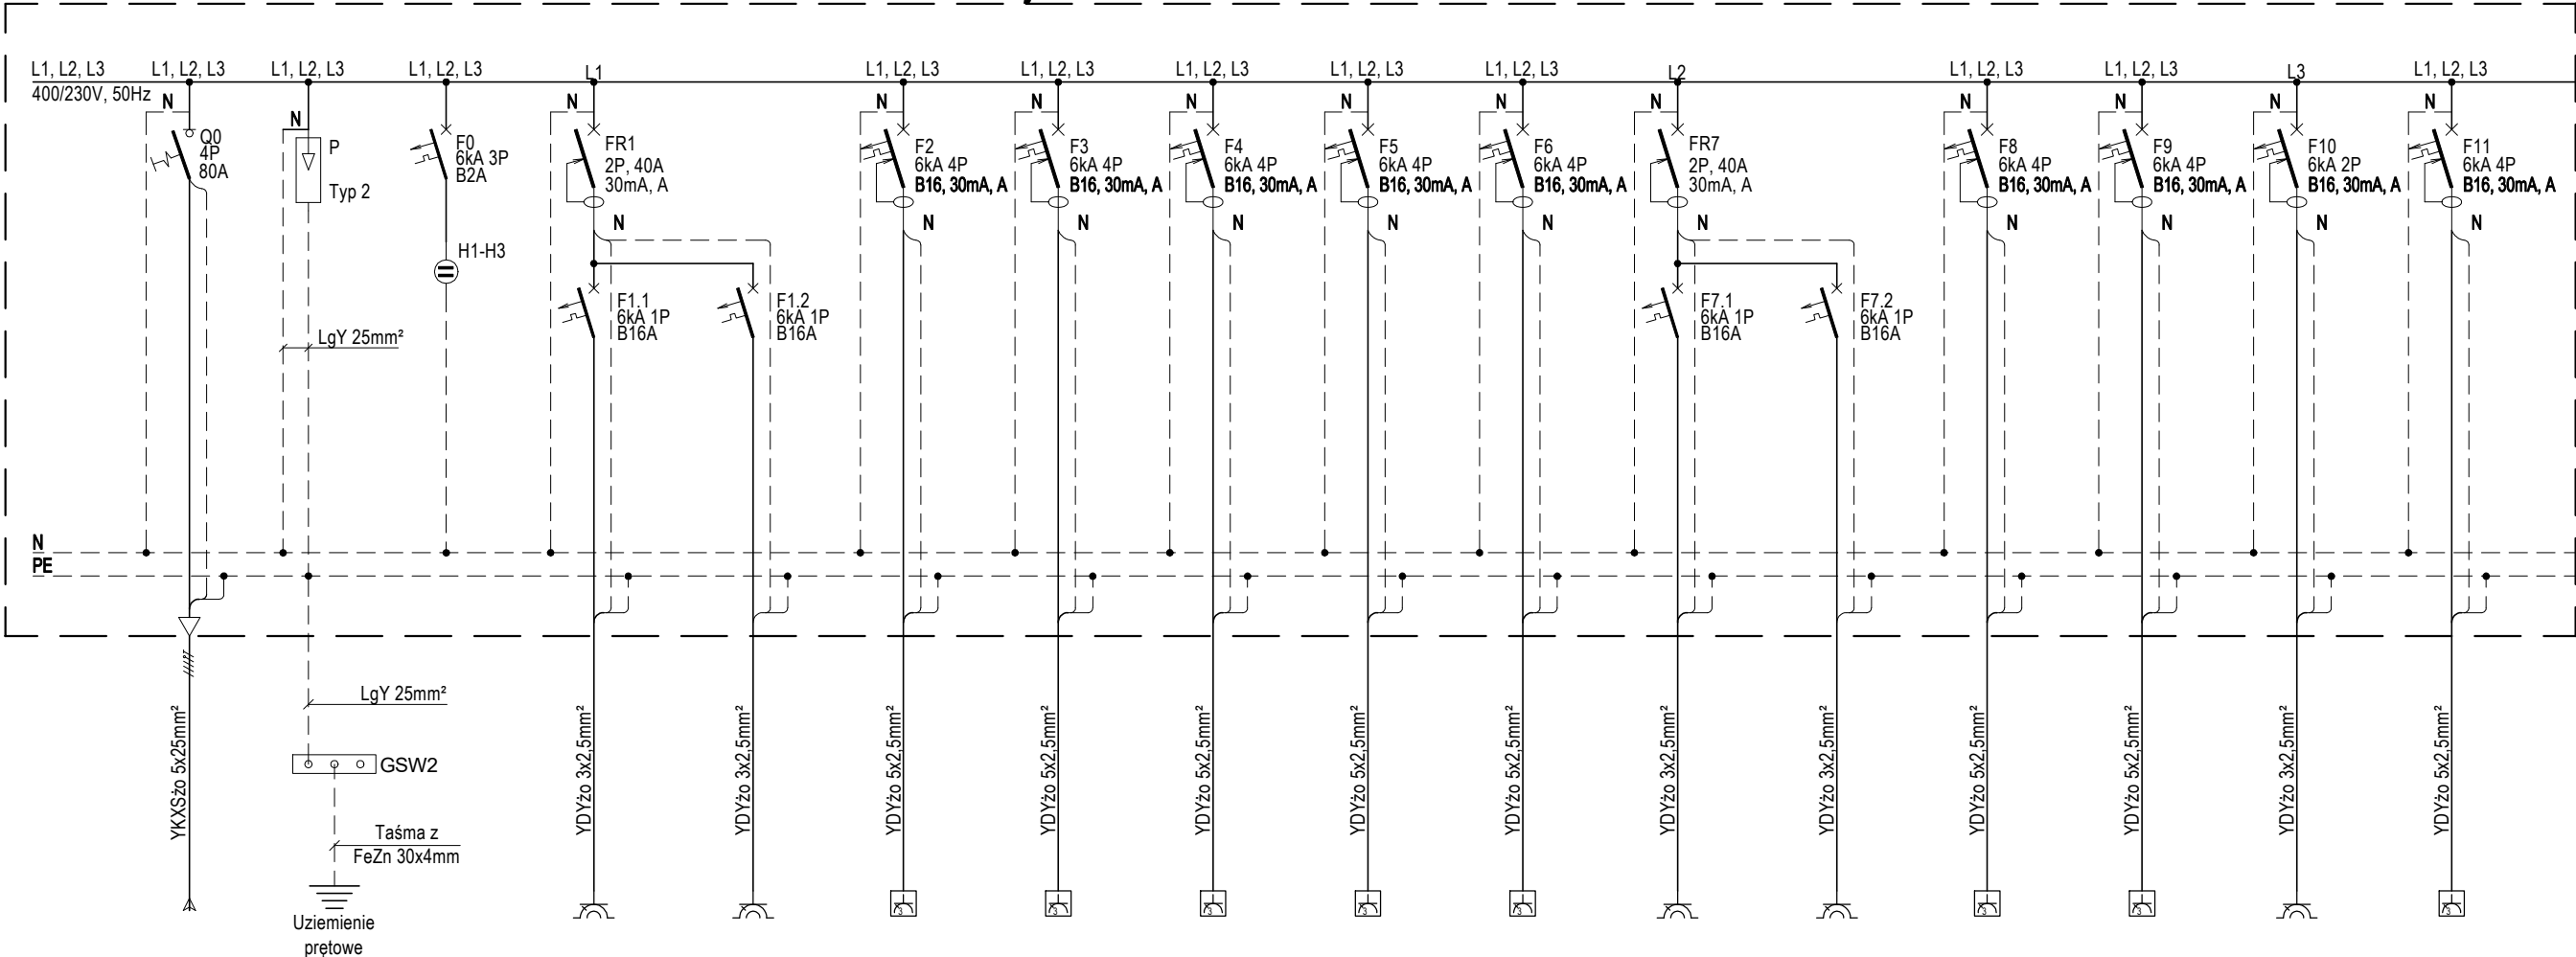 L1, L2, L3
400/230V, 50Hz
L1, L2, L3
L1, L2, L3
L1, L2, L3
L1
L1, L2, L3
L1, L2, L3
L1, L2, L3
L1, L2, L3
L1, L2, L3
L2
L1, L2, L3
L1, L2, L3
L3
L1, L2, L3
N
Q0
4P
80A
N
P
Typ 2
F0
6kA 3P
B2A
H1-H3
N
FR1
2P, 40A
30mA, A
N
N
F2
6kA 4P
B16, 30mA, A
N
N
F3
6kA 4P
B16, 30mA, A
N
N
F4
6kA 4P
B16, 30mA, A
N
N
F5
6kA 4P
B16, 30mA, A
N
N
F6
6kA 4P
B16, 30mA, A
N
N
FR7
2P, 40A
30mA, A
N
N
F8
6kA 4P
B16, 30mA, A
N
N
F9
6kA 4P
B16, 30mA, A
N
N
F10
6kA 2P
B16, 30mA, A
N
N
F11
6kA 4P
B16, 30mA, A
N
F1.1
6kA 1P
B16A
F1.2
6kA 1P
B16A
F7.1
6kA 1P
B16A
F7.2
6kA 1P
B16A
LgY 25mm²
N
PE
LgY 25mm²
GSW2
Taśma z
FeZn 30x4mm
Uziemienie
prętowe
YKXSżo 5x25mm²
YDYżo 3x2,5mm²
YDYżo 3x2,5mm²
YDYżo 5x2,5mm²
YDYżo 5x2,5mm²
YDYżo 5x2,5mm²
YDYżo 5x2,5mm²
YDYżo 5x2,5mm²
YDYżo 3x2,5mm²
YDYżo 3x2,5mm²
YDYżo 5x2,5mm²
YDYżo 5x2,5mm²
YDYżo 3x2,5mm²
YDYżo 5x2,5mm²
3
3
3
3
3
3
3
3